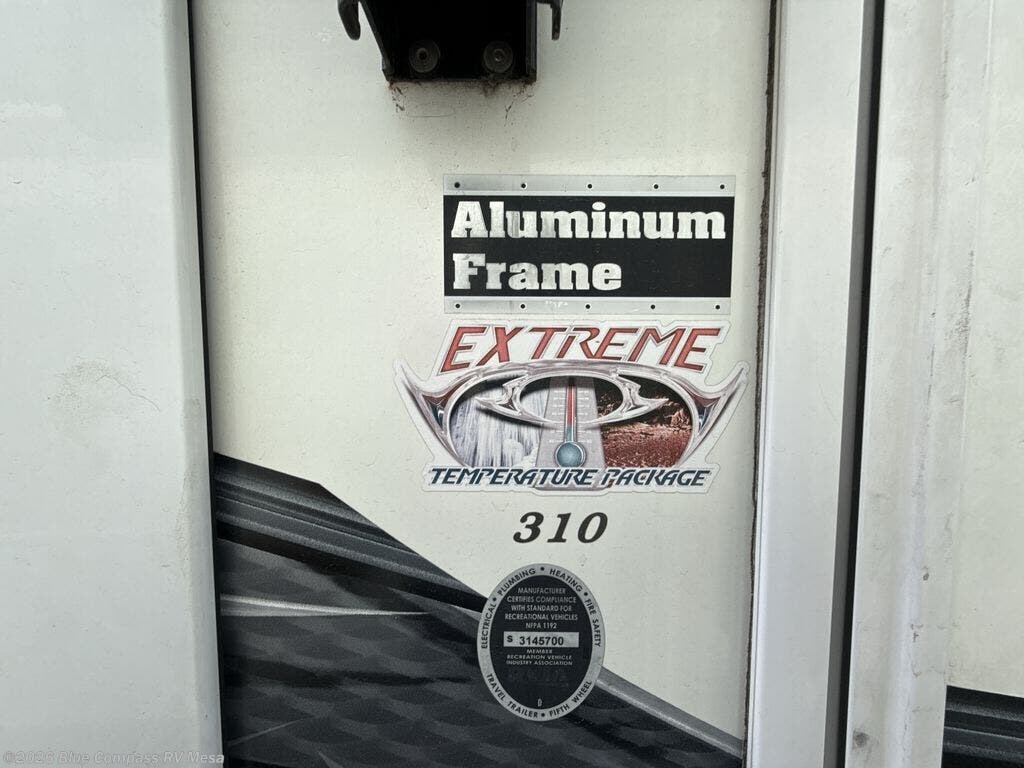 Aluminum
Frame
EXTREME
TEMPERATURE PACKAGE
310
ELECTRICAL • PLUMBING • HEATING • FIRE SAFETY
MANUFACTURER
CERTIFIES COMPLIANCE
WITH STANDARD FOR
RECREATIONAL VEHICLES
NFPA 1192
S 3145700
MEMBER
RECREATION VEHICLE
INDUSTRY ASSOCIATION
D
TRAVEL TRAILER • FIFTH WHEEL
©2026 Blue Compass RV Mesa